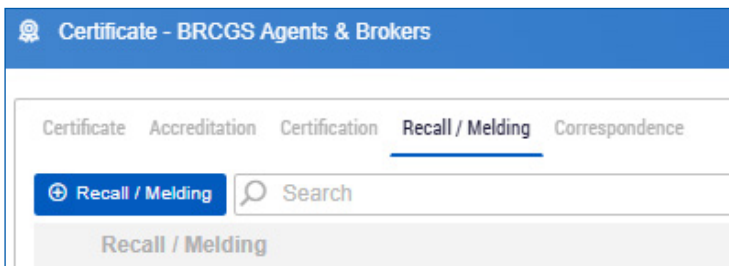 Certificate - BRCGS Agents & Brokers
Certificate Accreditation Certification Recall / Melding Correspondence
Recall / Melding Search
Recall / Melding